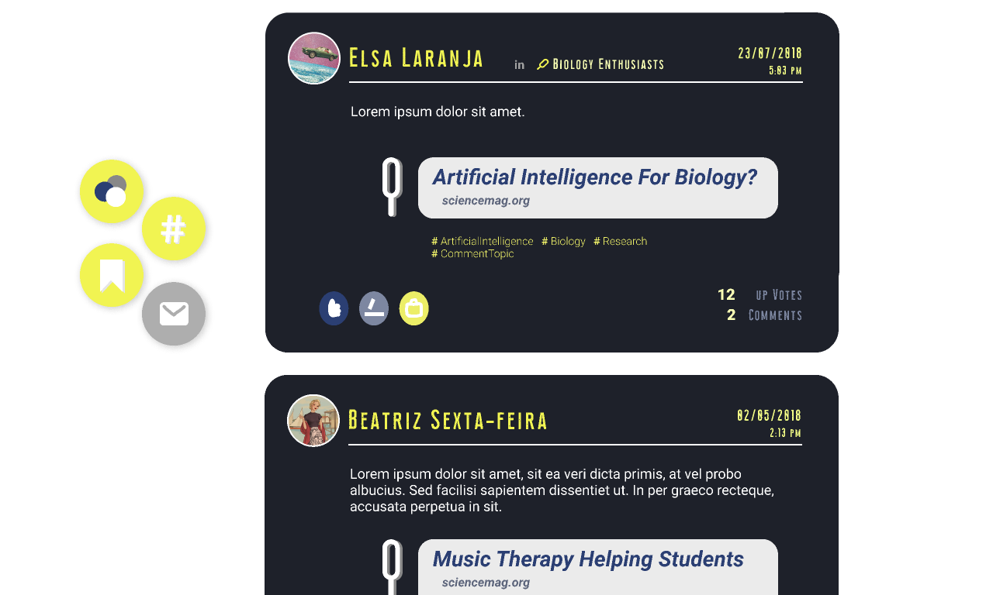 Elsa Laranja in Biology Enthusiasts 23/07/2018
5:03 pm
Lorem ipsum dolor sit amet.
Artificial Intelligence For Biology?
sciencemag.org
# ArtificialIntelligence # Biology # Research
# CommentTopic
#
12 up Votes
2 Comments
Beatriz Sexta-feira 02/05/2018
2:13 pm
Lorem ipsum dolor sit amet, sit ea veri dicta primis, at vel probo
albucius. Sed facilisi sapientem dissentiet ut. In per graeco recteque,
accusata perpetua in sit.
Music Therapy Helping Students
sciencemag.org